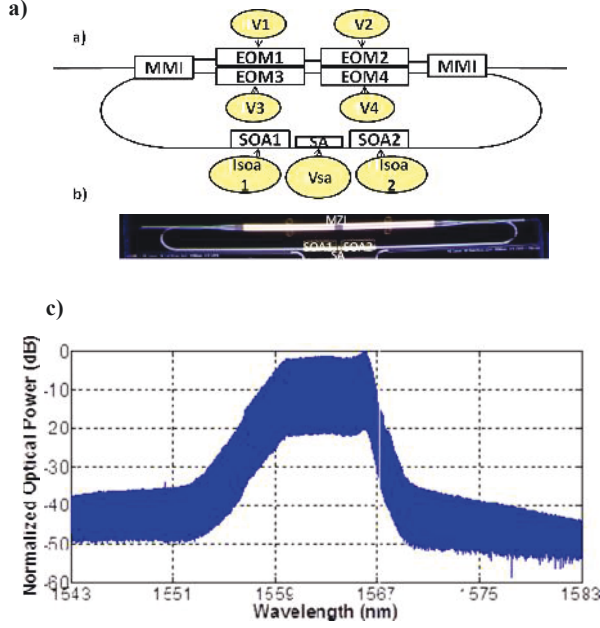 a)
a)
V1 V2
EOM1 EOM2
MMI MMI
EOM3 EOM4
V3 V4
SOA1 SA SOA2
Isoa Vsa Isoa
1 2
b)
MZI
SOA1 SOA2
SA
c)
Normalized Optical Power (dB)
0
-10
-20
-30
-40
-50
-60
1543 1551 1559 1567 1575 1583
Wavelength (nm)